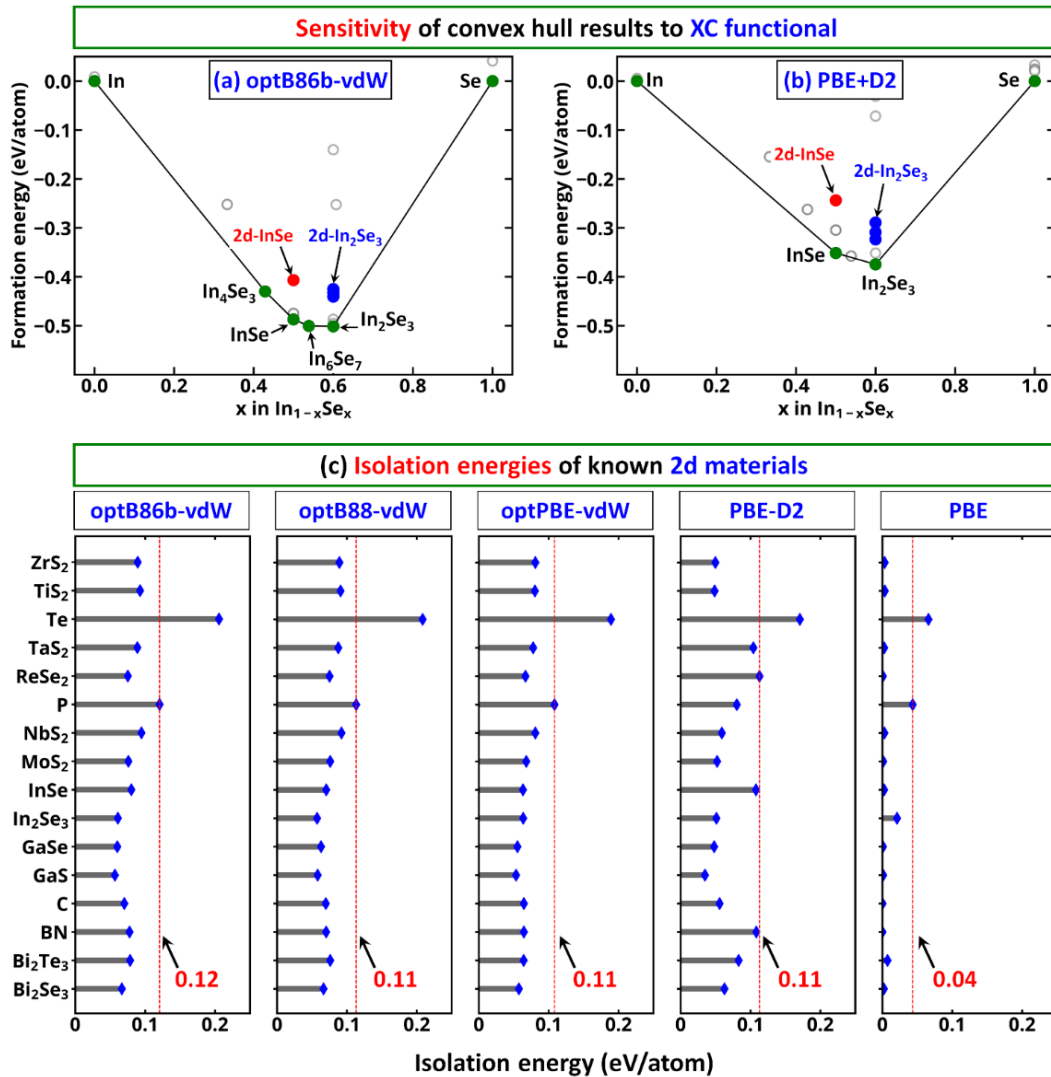 Sensitivity of convex hull results to XC functional
(a) optB86b-vdW
Formation energy (eV/atom)
0.0
−0.1
−0.2
−0.3
−0.4
−0.5
In
Se
2d-InSe
2d-In₂Se₃
In₄Se₃
InSe
In₆Se₇
In₂Se₃
0.0 0.2 0.4 0.6 0.8 1.0
x in In₁₋ₓSeₓ
(b) PBE+D2
Formation energy (eV/atom)
0.0
−0.1
−0.2
−0.3
−0.4
−0.5
In
Se
2d-InSe
2d-In₂Se₃
InSe
In₂Se₃
0.0 0.2 0.4 0.6 0.8 1.0
x in In₁₋ₓSeₓ
(c) Isolation energies of known 2d materials
optB86b-vdW optB88-vdW optPBE-vdW PBE-D2 PBE
ZrS₂
TiS₂
Te
TaS₂
ReSe₂
P
NbS₂
MoS₂
InSe
In₂Se₃
GaSe
GaS
C
BN
Bi₂Te₃
Bi₂Se₃
0.12 0.11 0.11 0.11 0.04
0 0.1 0.2 0 0.1 0.2 0 0.1 0.2 0 0.1 0.2 0 0.1 0.2
Isolation energy (eV/atom)